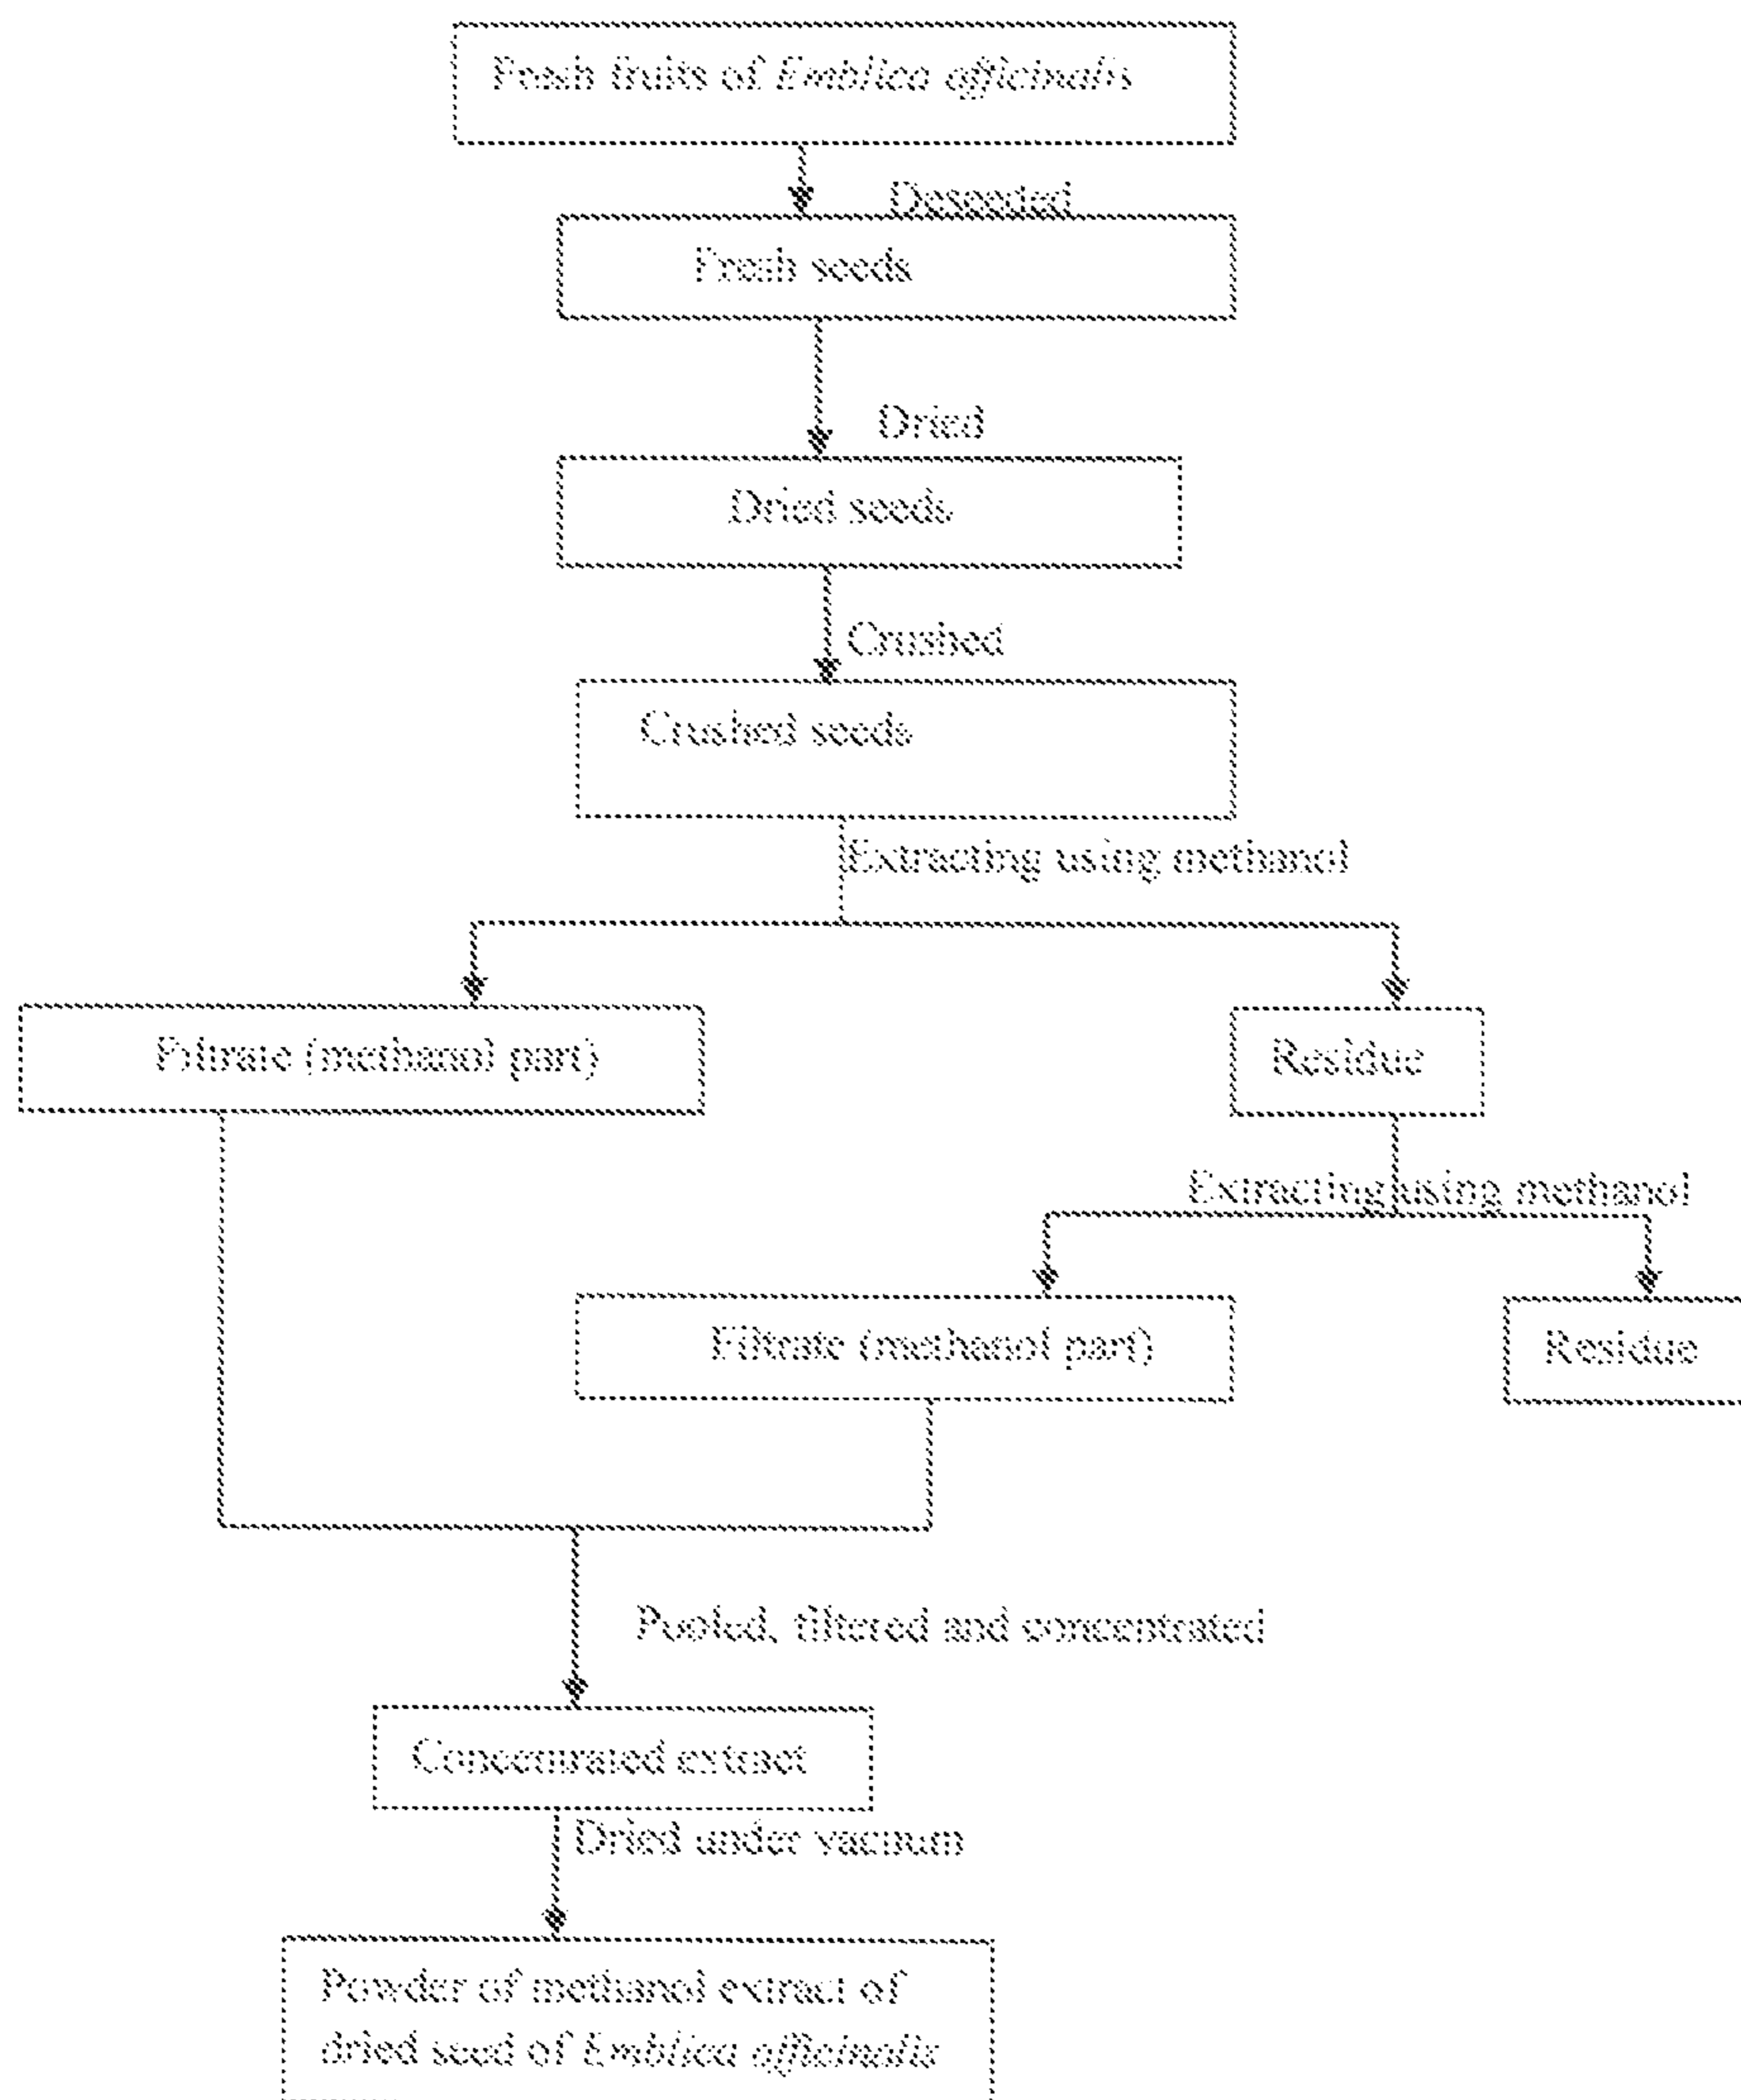 Fresh fruits of Emblica officinalis
Deseeded
Fresh seeds
Dried
Dried seeds
Crushed
Crushed seeds
Extracting using methanol
Filtrate (methanol part)
Residue
Extracting using methanol
Filtrate (methanol part)
Residue
Pooled, filtered and concentrated
Concentrated extract
Dried under vacuum
Powder of methanol extract of
dried seed of Emblica officinalis